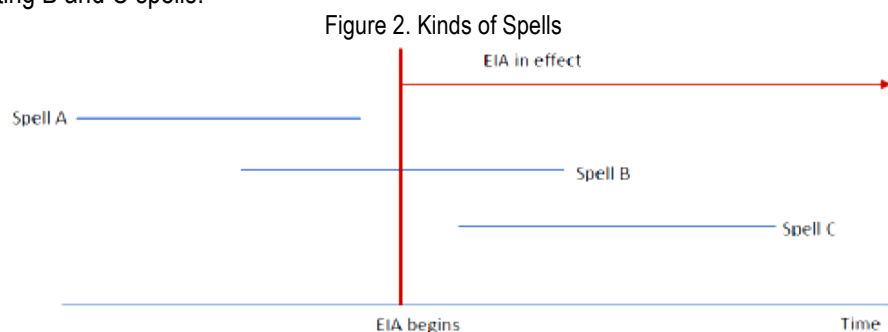 ting B and C spells.
Figure 2. Kinds of Spells
EIA in effect
Spell A
Spell B
Spell C
EIA begins
Time